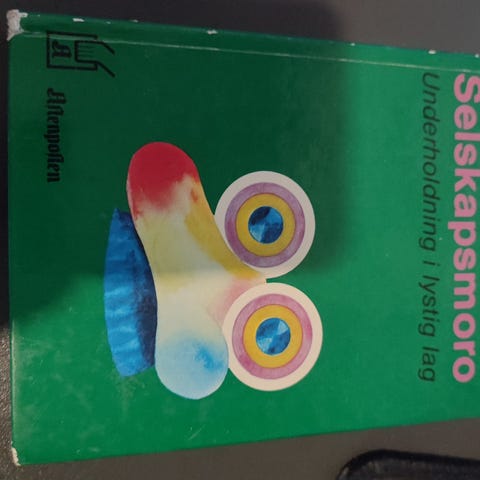 Selskapsmoro
Underholdning i lystig lag
Aftenposten